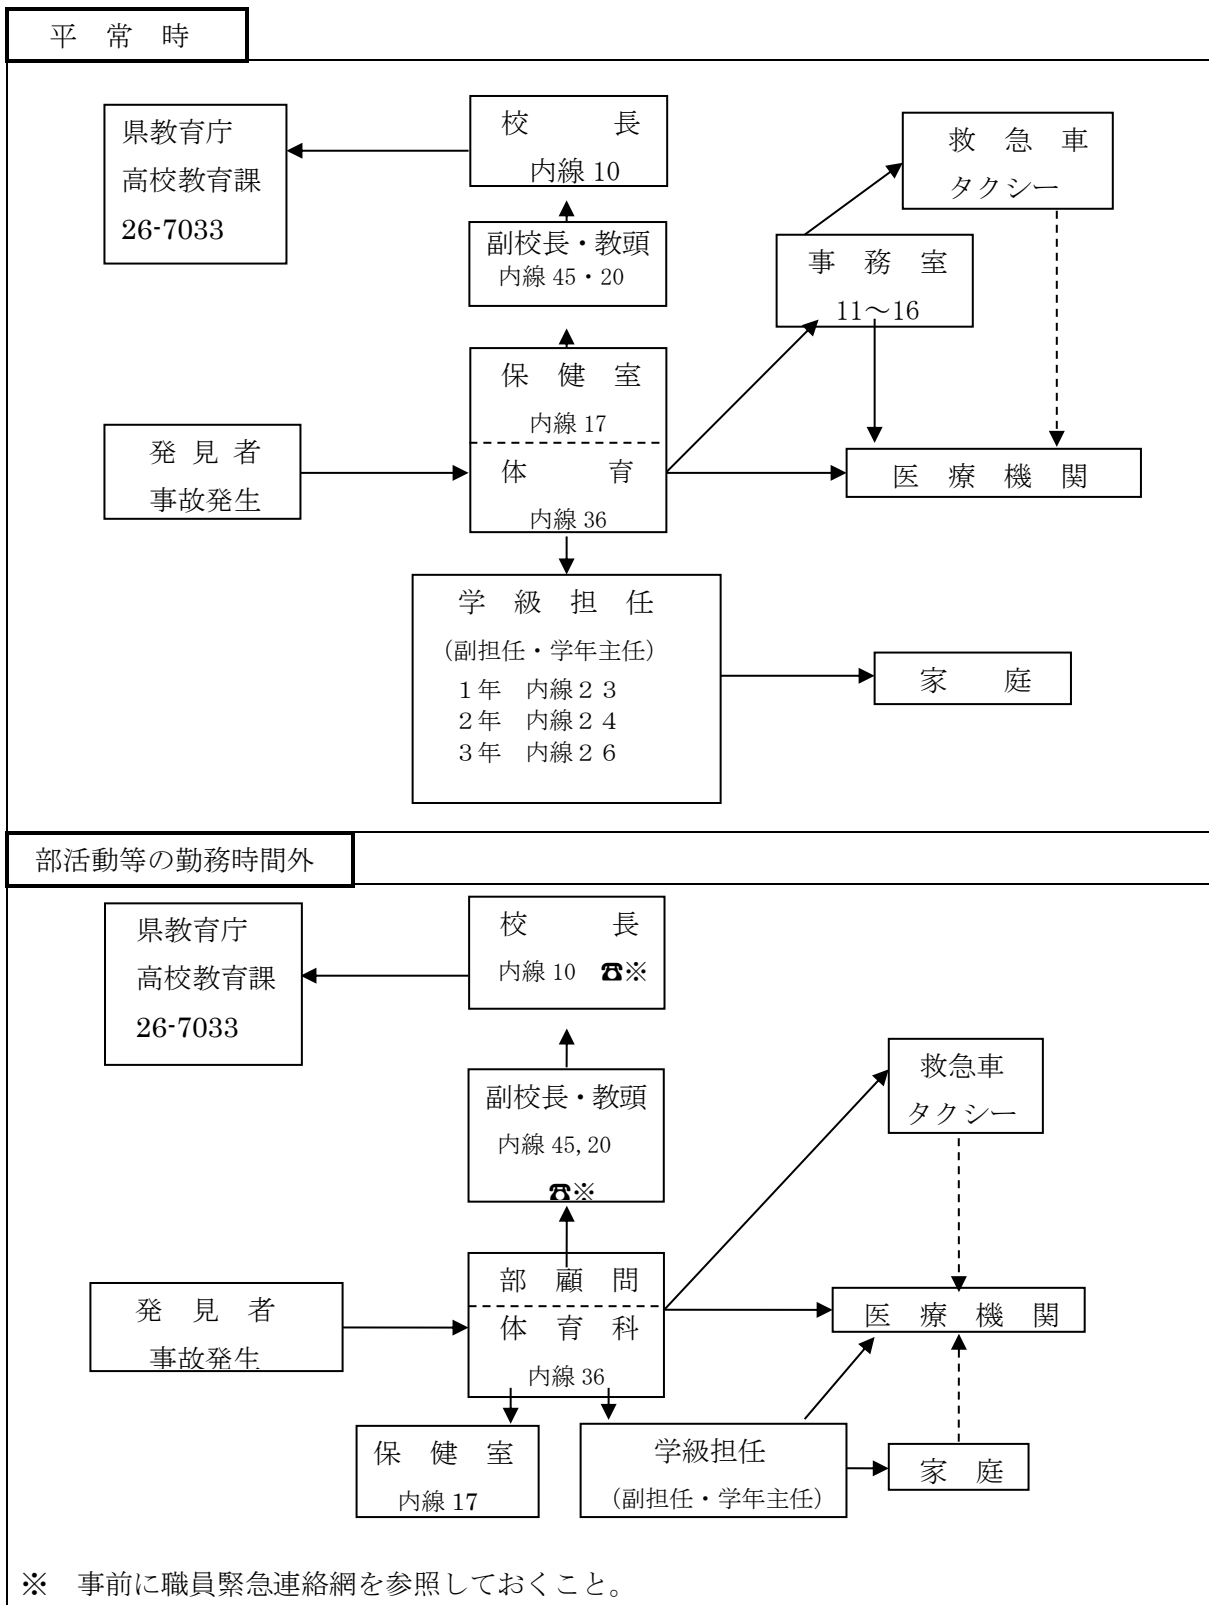 平　常　時
県教育庁
高校教育課
26-7033
校　　　長
内線 10
救　急　車
タクシー
副校長・教頭
内線 45・20
事　務　室
11～16
保　健　室
内線 17
体　　　育
内線 36
発 見 者
事故発生
医　療　機　関
学　級　担　任
（副担任・学年主任）
１年　内線２３
２年　内線２４
３年　内線２６
家　　庭
部活動等の勤務時間外
県教育庁
高校教育課
26-7033
校　　　長
内線 10　☎※
救急車
タクシー
副校長・教頭
内線 45,20
☎※
部　顧　問
体　育　科
内線 36
発　見　者
事故発生
医　療　機　関
保　健　室
内線 17
学級担任
（副担任・学年主任）
家　庭
※　事前に職員緊急連絡網を参照しておくこと。